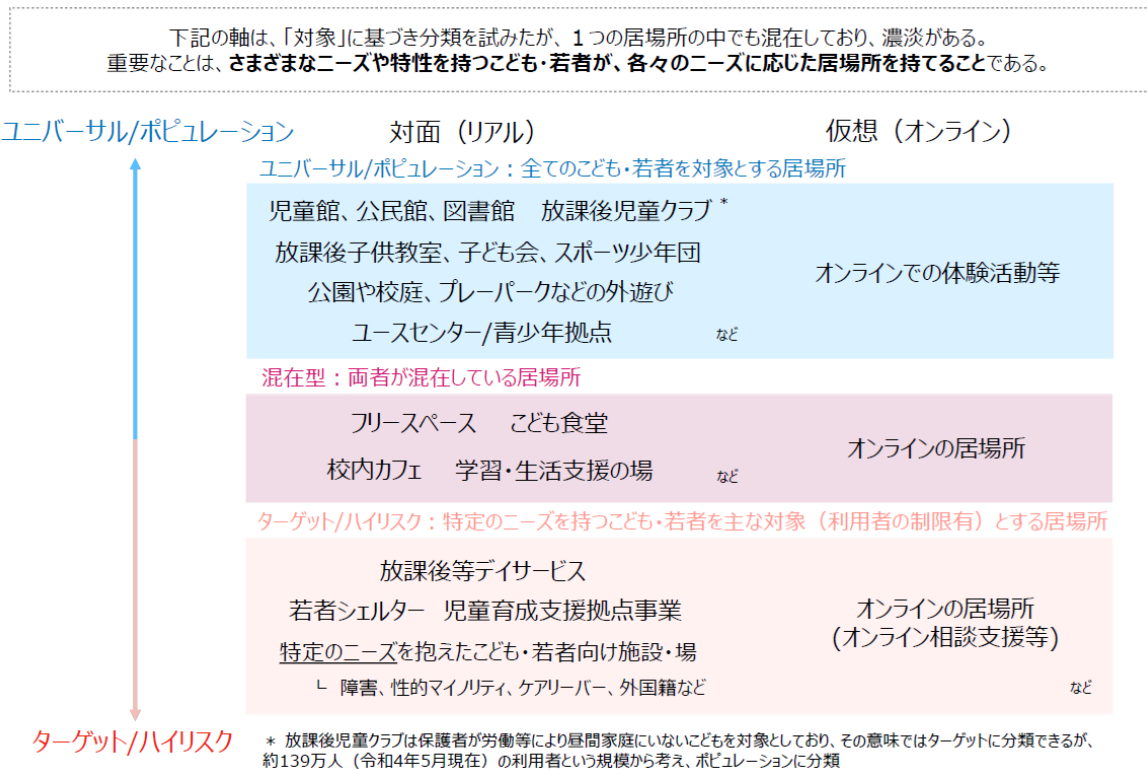 下記の軸は、「対象」に基づき分類を試みたが、１つの居場所の中でも混在しており、濃淡がある。
重要なことは、さまざまなニーズや特性を持つこども・若者が、各々のニーズに応じた居場所を持てることである。
ユニバーサル/ポピュレーション　対面（リアル）　仮想（オンライン）
ユニバーサル/ポピュレーション：全てのこども・若者を対象とする居場所
児童館、公民館、図書館　放課後児童クラブ＊
放課後子供教室、子ども会、スポーツ少年団
公園や校庭、プレーパークなどの外遊び
ユースセンター/青少年拠点　など
オンラインでの体験活動等
混在型：両者が混在している居場所
フリースペース　こども食堂
校内カフェ　学習・生活支援の場　など
オンラインの居場所
ターゲット/ハイリスク：特定のニーズを持つこども・若者を主な対象（利用者の制限有）とする居場所
放課後等デイサービス
若者シェルター　児童育成支援拠点事業
特定のニーズを抱えたこども・若者向け施設・場
└ 障害、性的マイノリティ、ケアリーバー、外国籍など
オンラインの居場所
(オンライン相談支援等)
など
ターゲット/ハイリスク
＊ 放課後児童クラブは保護者が労働等により昼間家庭にいないこどもを対象としており、その意味ではターゲットに分類できるが、
約139万人（令和4年5月現在）の利用者という規模から考え、ポピュレーションに分類